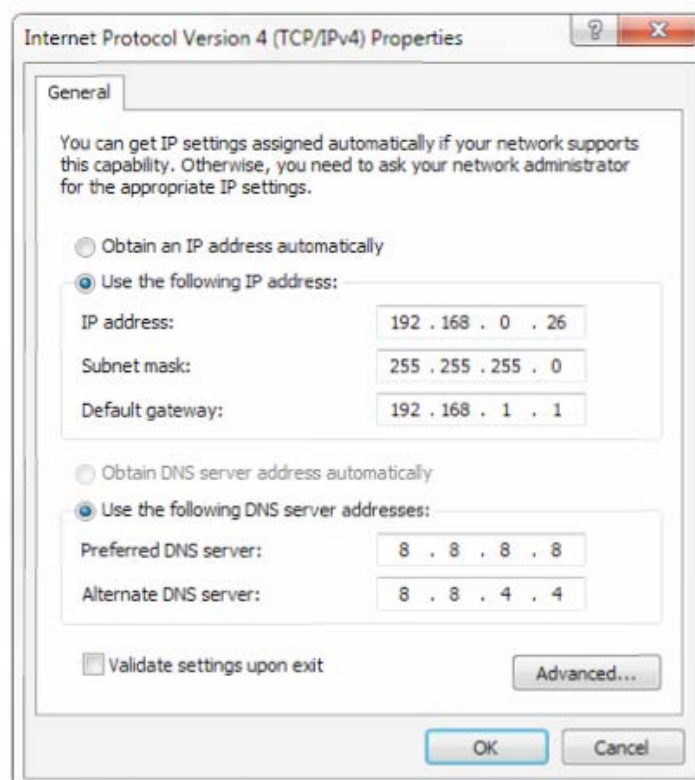 Internet Protocol Version 4 (TCP/IPv4) Properties
General
You can get IP settings assigned automatically if your network supports
this capability. Otherwise, you need to ask your network administrator
for the appropriate IP settings.
Obtain an IP address automatically
Use the following IP address:
IP address: 192 . 168 . 0 . 26
Subnet mask: 255 . 255 . 255 . 0
Default gateway: 192 . 168 . 1 . 1
Obtain DNS server address automatically
Use the following DNS server addresses:
Preferred DNS server: 8 . 8 . 8 . 8
Alternate DNS server: 8 . 8 . 4 . 4
Validate settings upon exit
Advanced...
OK Cancel